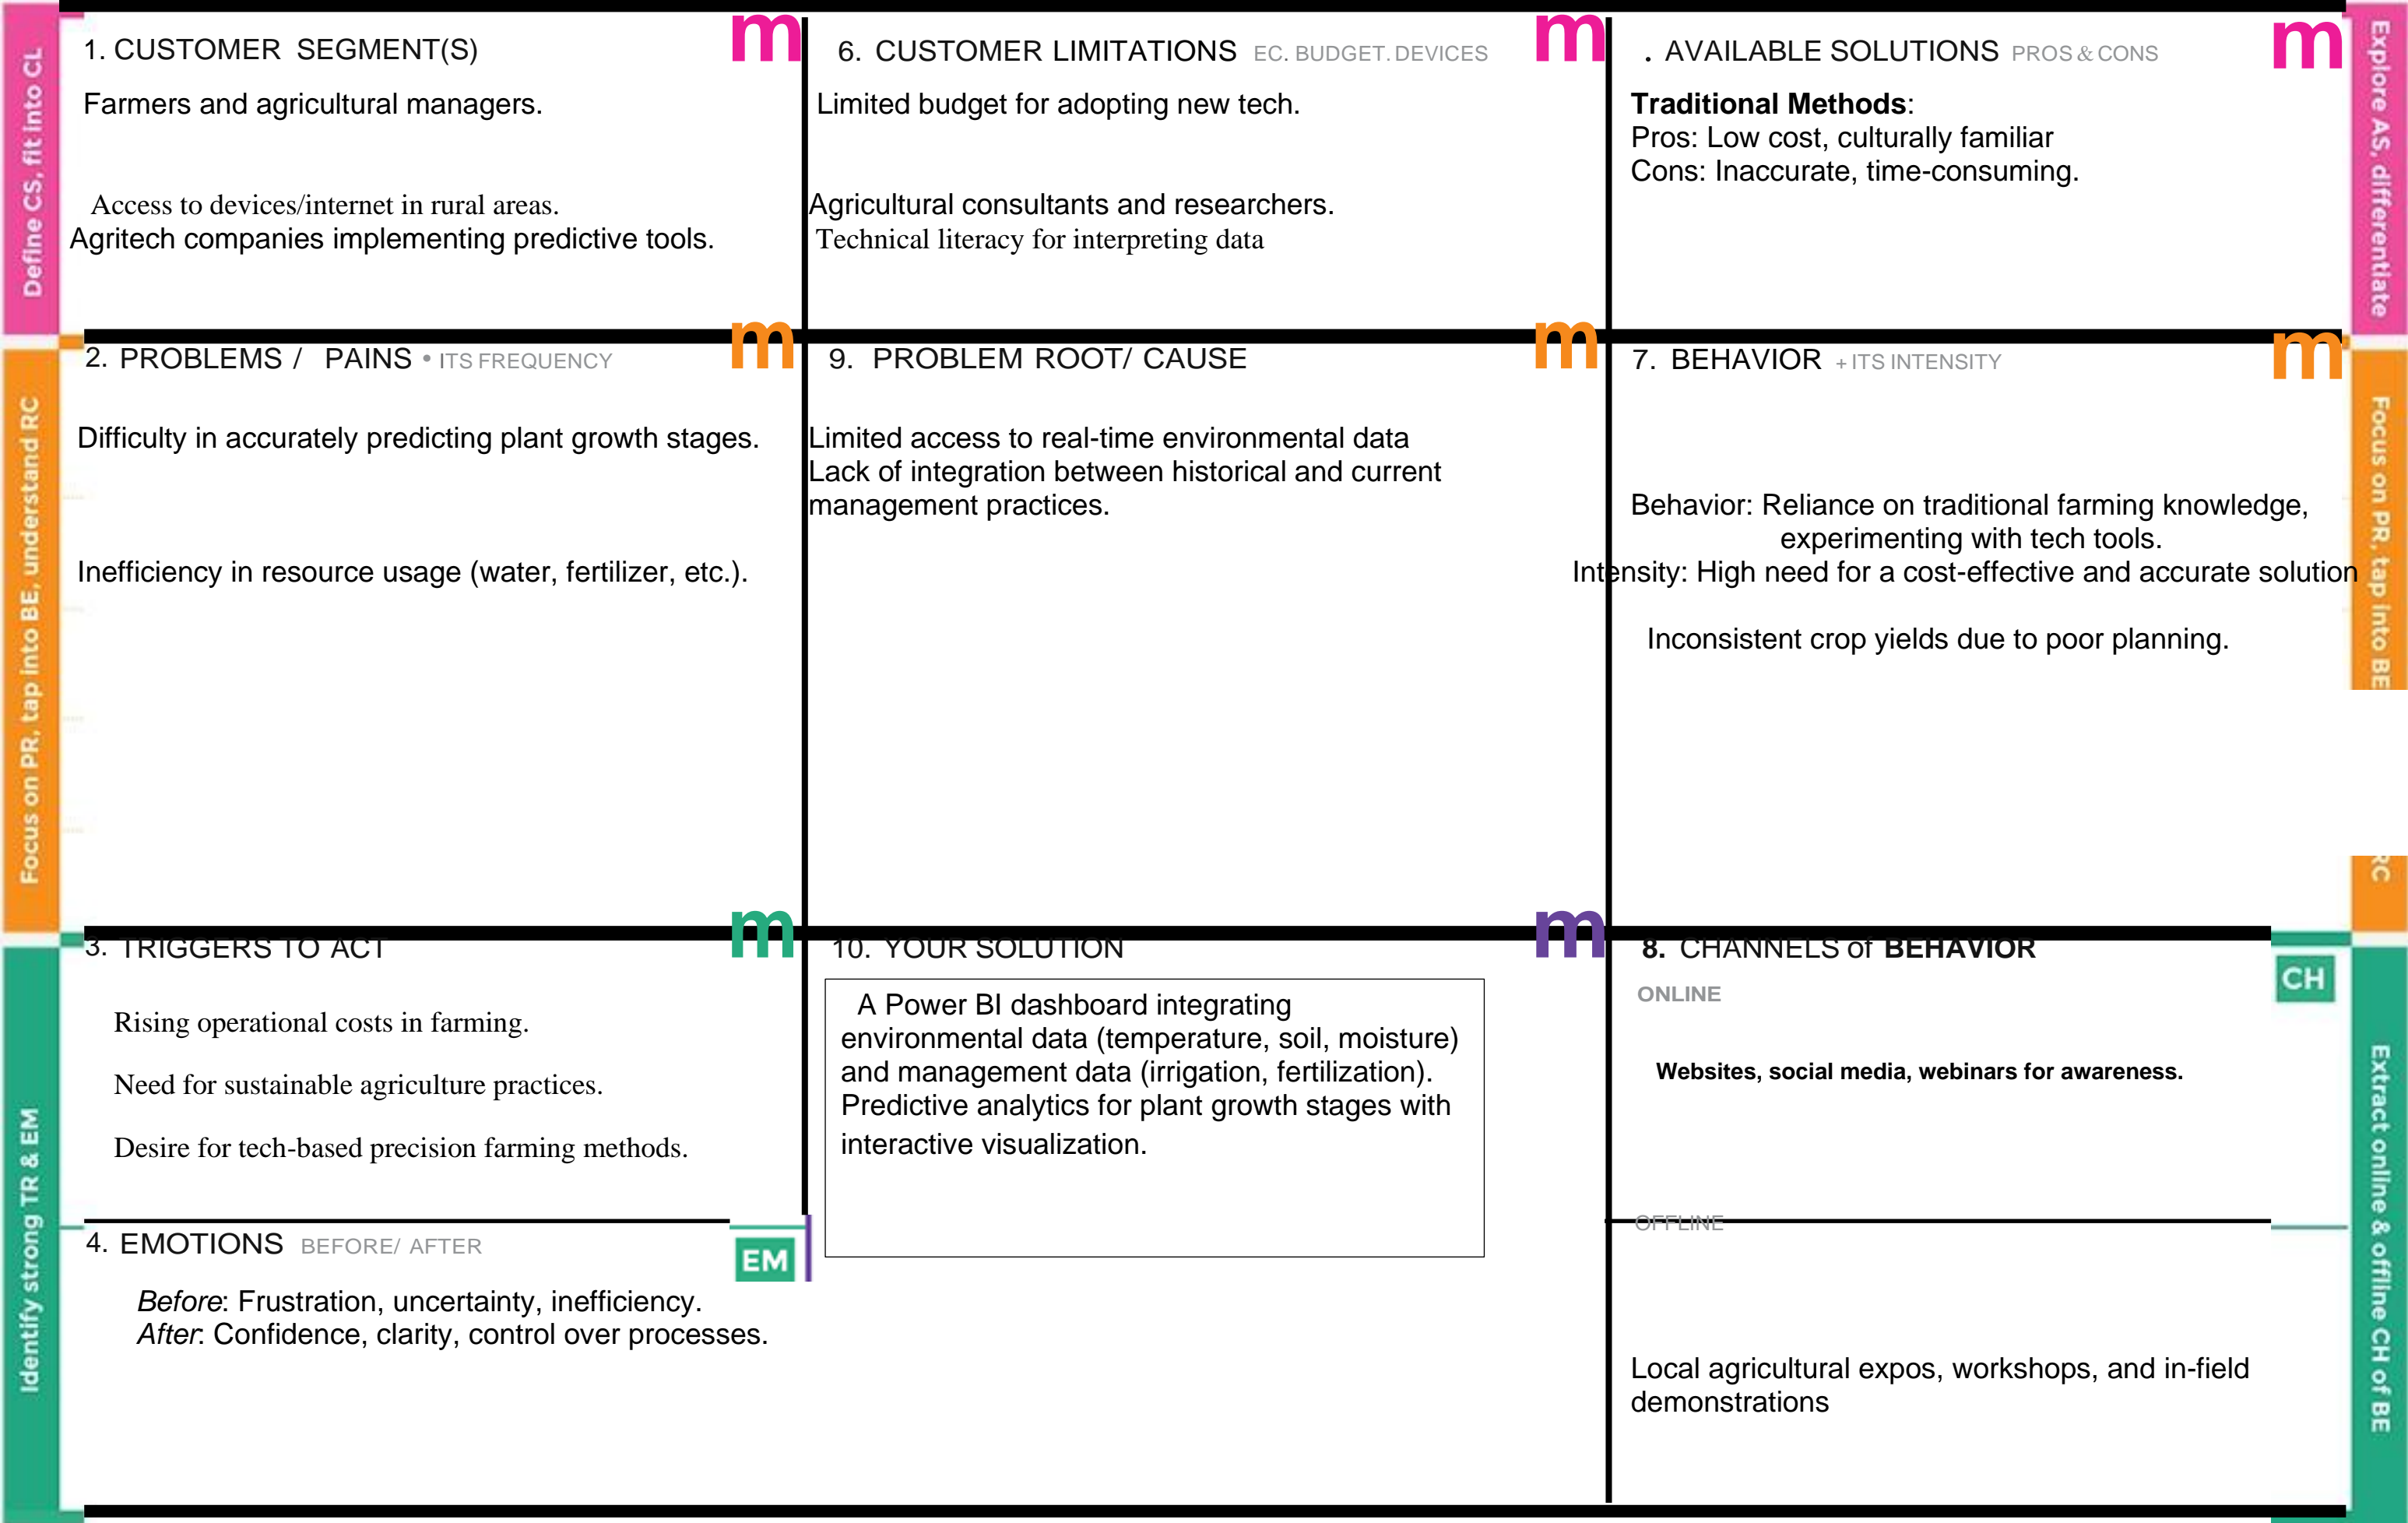 Define CS, fit into CL
1. CUSTOMER SEGMENT(S)
m
Farmers and agricultural managers.
Access to devices/internet in rural areas.
Agritech companies implementing predictive tools.
6. CUSTOMER LIMITATIONS EC. BUDGET. DEVICES
m
Limited budget for adopting new tech.
Agricultural consultants and researchers.
Technical literacy for interpreting data
. AVAILABLE SOLUTIONS PROS & CONS
m
Traditional Methods:
Pros: Low cost, culturally familiar
Cons: Inaccurate, time-consuming.
Explore AS, differentiate
Focus on PR, tap into BE, understand RC
2. PROBLEMS / PAINS • ITS FREQUENCY
m
Difficulty in accurately predicting plant growth stages.
Inefficiency in resource usage (water, fertilizer, etc.).
9. PROBLEM ROOT/ CAUSE
m
Limited access to real-time environmental data
Lack of integration between historical and current
management practices.
7. BEHAVIOR + ITS INTENSITY
m
Behavior: Reliance on traditional farming knowledge,
experimenting with tech tools.
Intensity: High need for a cost-effective and accurate solution
Inconsistent crop yields due to poor planning.
Focus on PR, tap into BE
RC
Identify strong TR & EM
3. TRIGGERS TO ACT
m
Rising operational costs in farming.
Need for sustainable agriculture practices.
Desire for tech-based precision farming methods.
4. EMOTIONS BEFORE/ AFTER
EM
Before: Frustration, uncertainty, inefficiency.
After: Confidence, clarity, control over processes.
10. YOUR SOLUTION
m
A Power BI dashboard integrating
environmental data (temperature, soil, moisture)
and management data (irrigation, fertilization).
Predictive analytics for plant growth stages with
interactive visualization.
8. CHANNELS of BEHAVIOR
CH
ONLINE
Websites, social media, webinars for awareness.
OFFLINE
Local agricultural expos, workshops, and in-field
demonstrations
Extract online & offline CH of BE